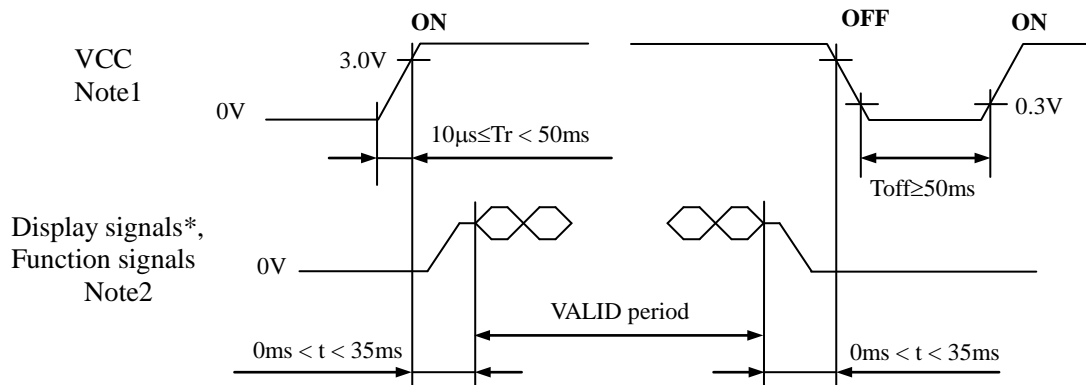 ON
OFF
ON
VCC
Note1
3.0V
0V
0.3V
10μs≤Tr < 50ms
Toff≥50ms
Display signals*,
Function signals
Note2
0V
VALID period
0ms < t < 35ms
0ms < t < 35ms